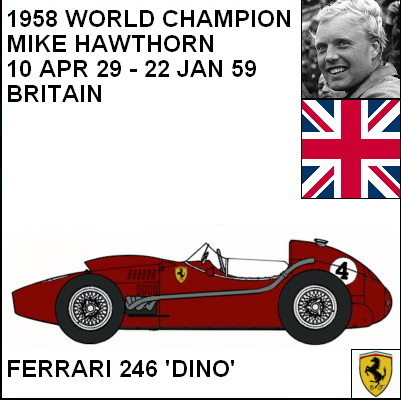 1958 WORLD CHAMPION
MIKE HAWTHORN
10 APR 29 - 22 JAN 59
BRITAIN
4
FERRARI 246 'DINO'